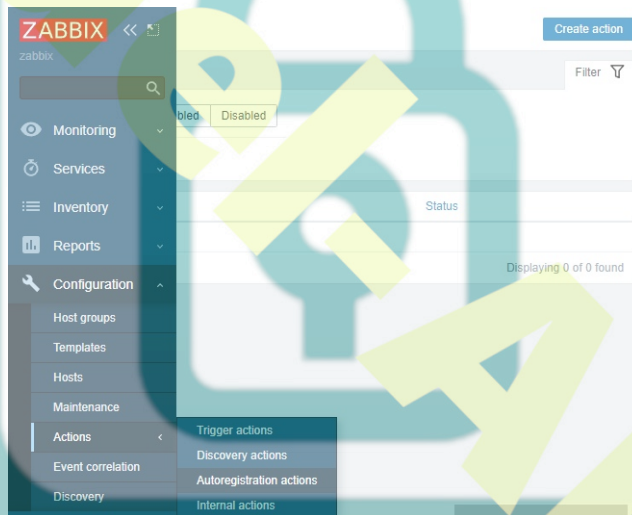 ZABBIX
Create action
zabbix
Filter
Disabled
Monitoring
Services
Inventory
Status
Reports
Displaying 0 of 0 found
Configuration
Host groups
Templates
Hosts
Maintenance
Actions
Trigger actions
Discovery actions
Event correlation
Autoregistration actions
Discovery
Internal actions